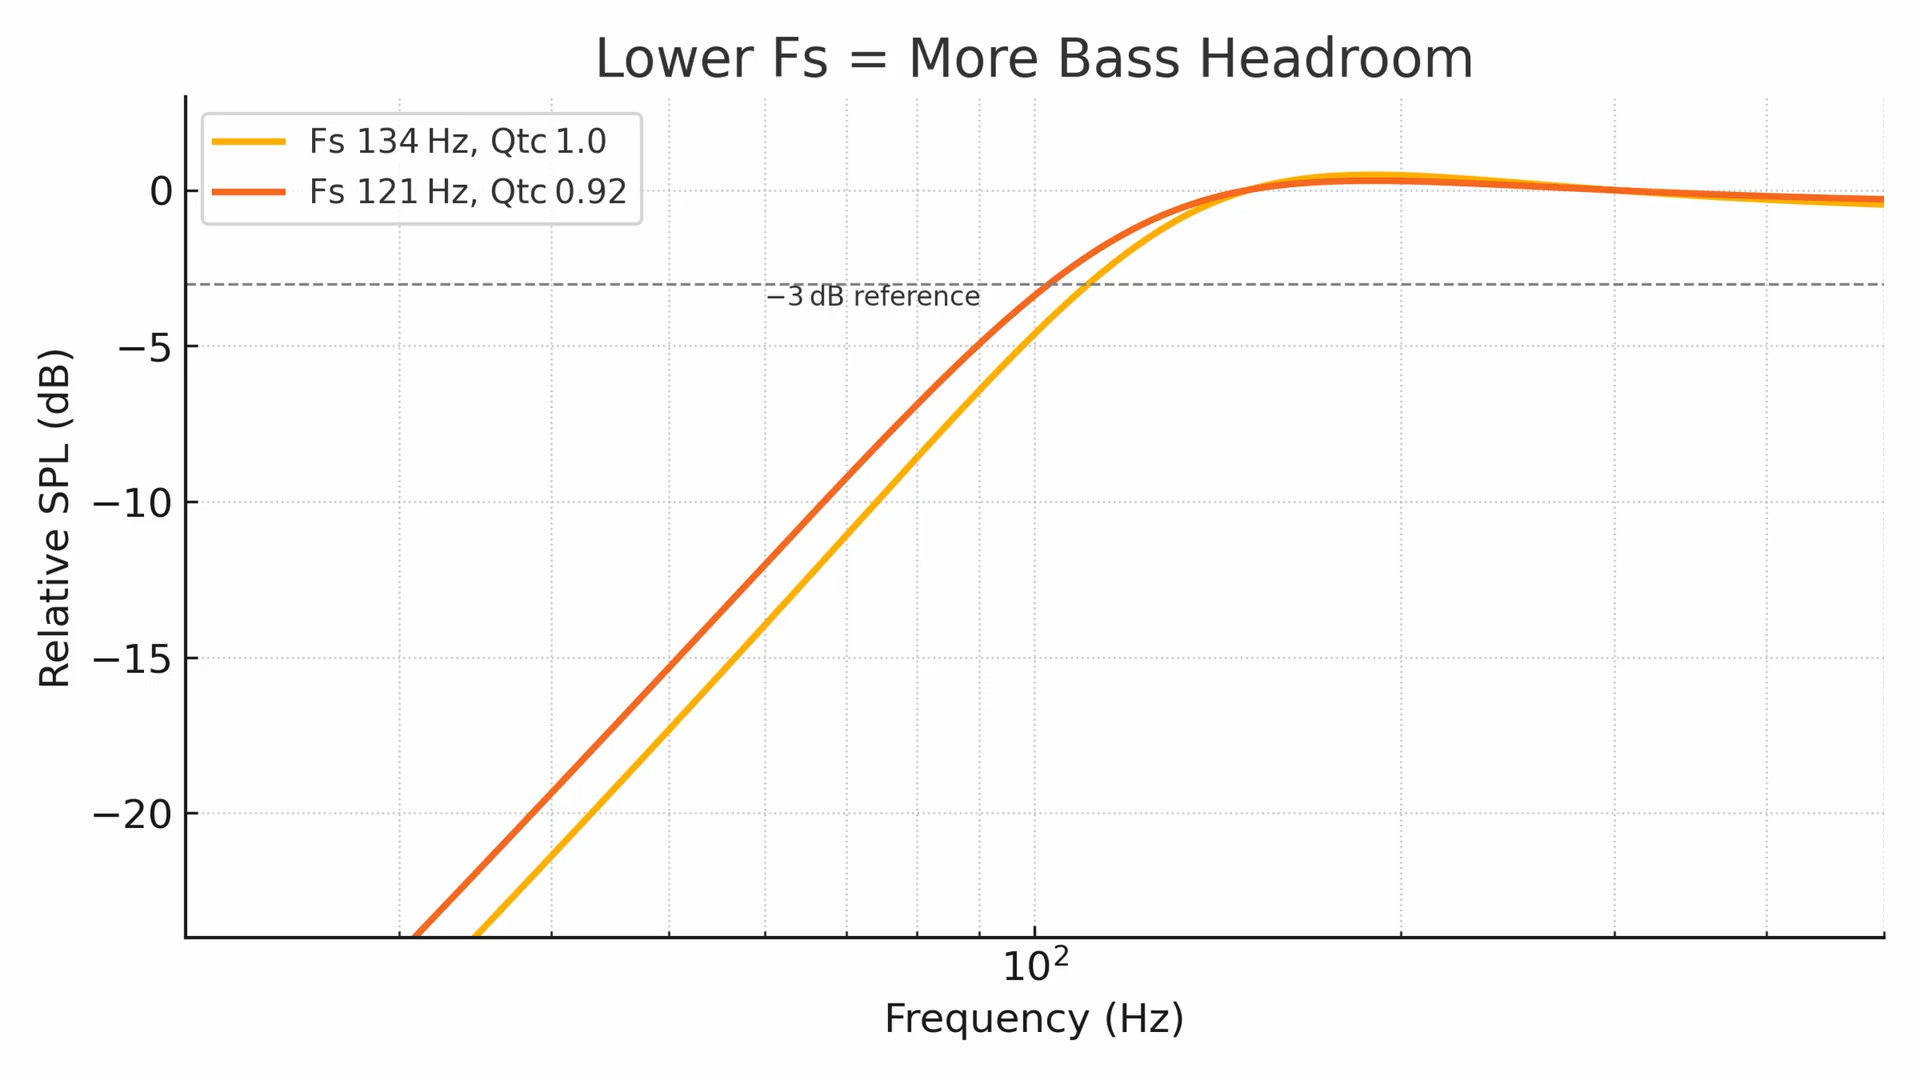 Lower Fs = More Bass Headroom
Fs 134 Hz, Qtc 1.0
Fs 121 Hz, Qtc 0.92
0
−3 dB reference
−5
−10
−15
−20
Relative SPL (dB)
10²
Frequency (Hz)